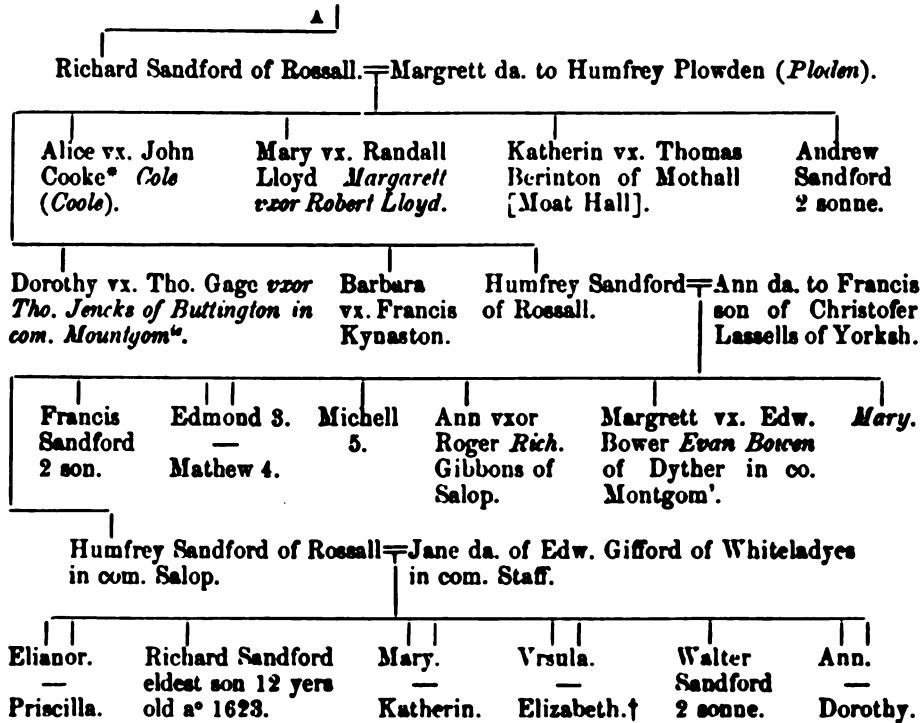 A
Richard Sandford of Rossall. Margrett da. to Humfrey Plowden (Ploden).
Alice vx. John
Cooke* Cole
(Coole).
Mary vx. Randall
Lloyd Margarett
vxor Robert Lloyd.
Katherin vx. Thomas
Berinton of Mothall
[Moat Hall].
Andrew
Sandford
2 sonne.
Dorothy vx. Tho. Gage vxor
Tho. Jencks of Buttington in
com. Mountgomte.
Barbara
vx. Francis
Kynaston.
Humfrey Sandford
of Rossall.
Ann da. to Francis
son of Christofer
Lassells of Yorksh.
Francis
Sandford
2 son.
Edmond 3.
—
Mathew 4.
Michell
5.
Ann vxor
Roger Rich.
Gibbons of
Salop.
Margrett vx. Edw.
Bower Evan Bowen
of Dyther in co.
Montgom'.
Mary.
Humfrey Sandford of Rossall
in com. Salop.
Jane da. of Edw. Gifford of Whiteladyes
in com. Staff.
Elianor.
—
Priscilla.
Richard Sandford
eldest son 12 yers
old aº 1623.
Mary.
—
Katherin.
Vrsula.
—
Elizabeth.†
Walter
Sandford
2 sonne.
Ann.
—
Dorothy.